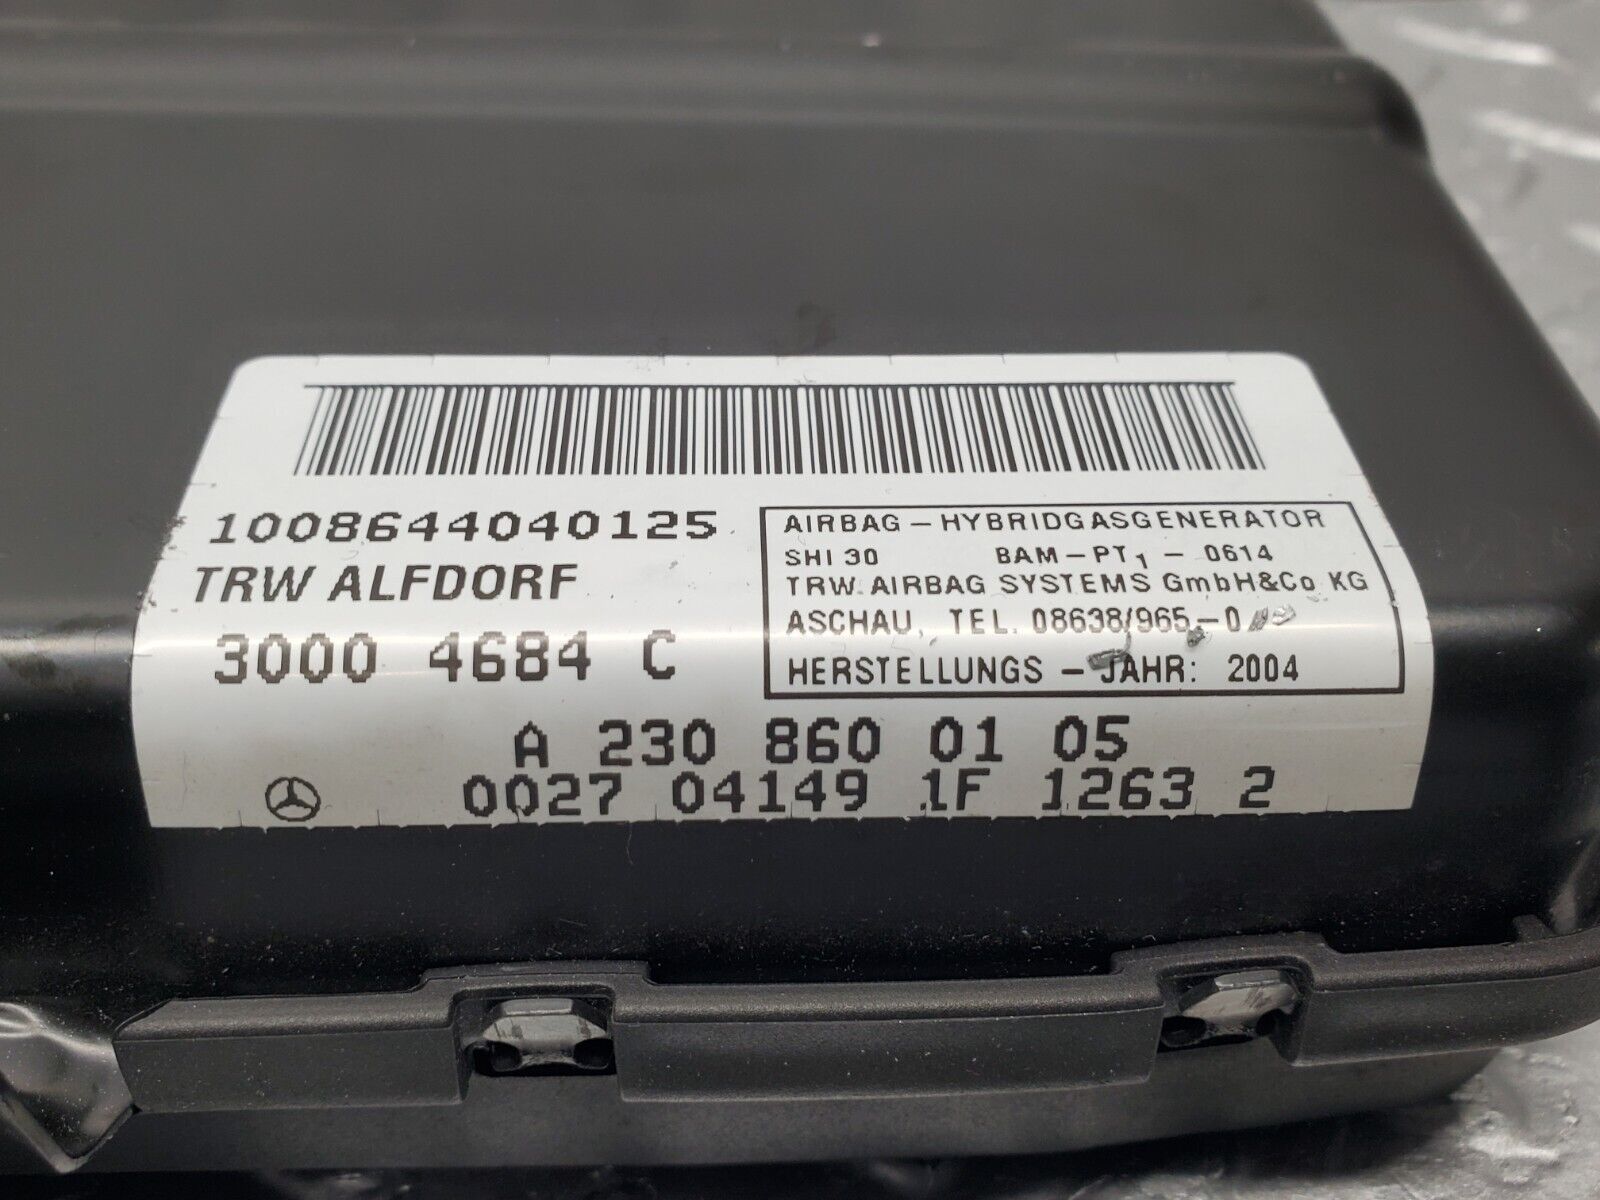 1008644040125
TRW ALFDORF
3000 4684 C
AIRBAG – HYBRIDGASGENERATOR
SHI 30 BAM – PT1 – 0614
TRW AIRBAG SYSTEMS GmbH&Co KG
ASCHAU, TEL. 08638/965-0
HERSTELLUNGS – JAHR: 2004
A 230 860 01 05
0027 04149 1F 1263 2